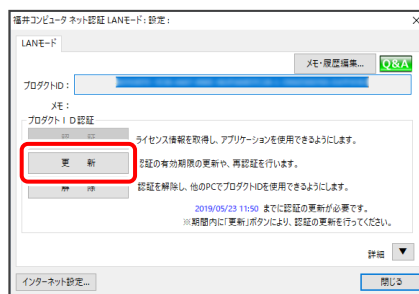 福井コンピュータ ネット認証 LANモード：設定：
LANモード
メモ・履歴編集... Q&A
プロダクトID：
メモ：
プロダクトＩＤ認証
認　証 ライセンス情報を取得し、アプリケーションを使用できるようにします。
更　新 認証の有効期限の更新や、再認証を行います。
解　除 認証を解除し、他のPCでプロダクトIDを使用できるようにします。
2019/05/23 11:50 までに認証の更新が必要です。
※期間内に「更新」ボタンにより、認証の更新を行ってください。
詳細 ▼
インターネット設定... 閉じる